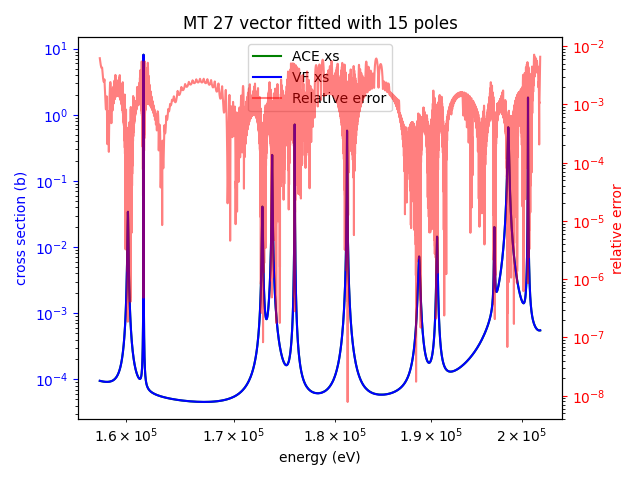 MT 27 vector fitted with 15 poles
ACE xs
VF xs
Relative error
cross section (b)
10¹
10⁰
10⁻¹
10⁻²
10⁻³
10⁻⁴
relative error
10⁻²
10⁻³
10⁻⁴
10⁻⁵
10⁻⁶
10⁻⁷
10⁻⁸
1.6 × 10⁵ 1.7 × 10⁵ 1.8 × 10⁵ 1.9 × 10⁵ 2 × 10⁵
energy (eV)